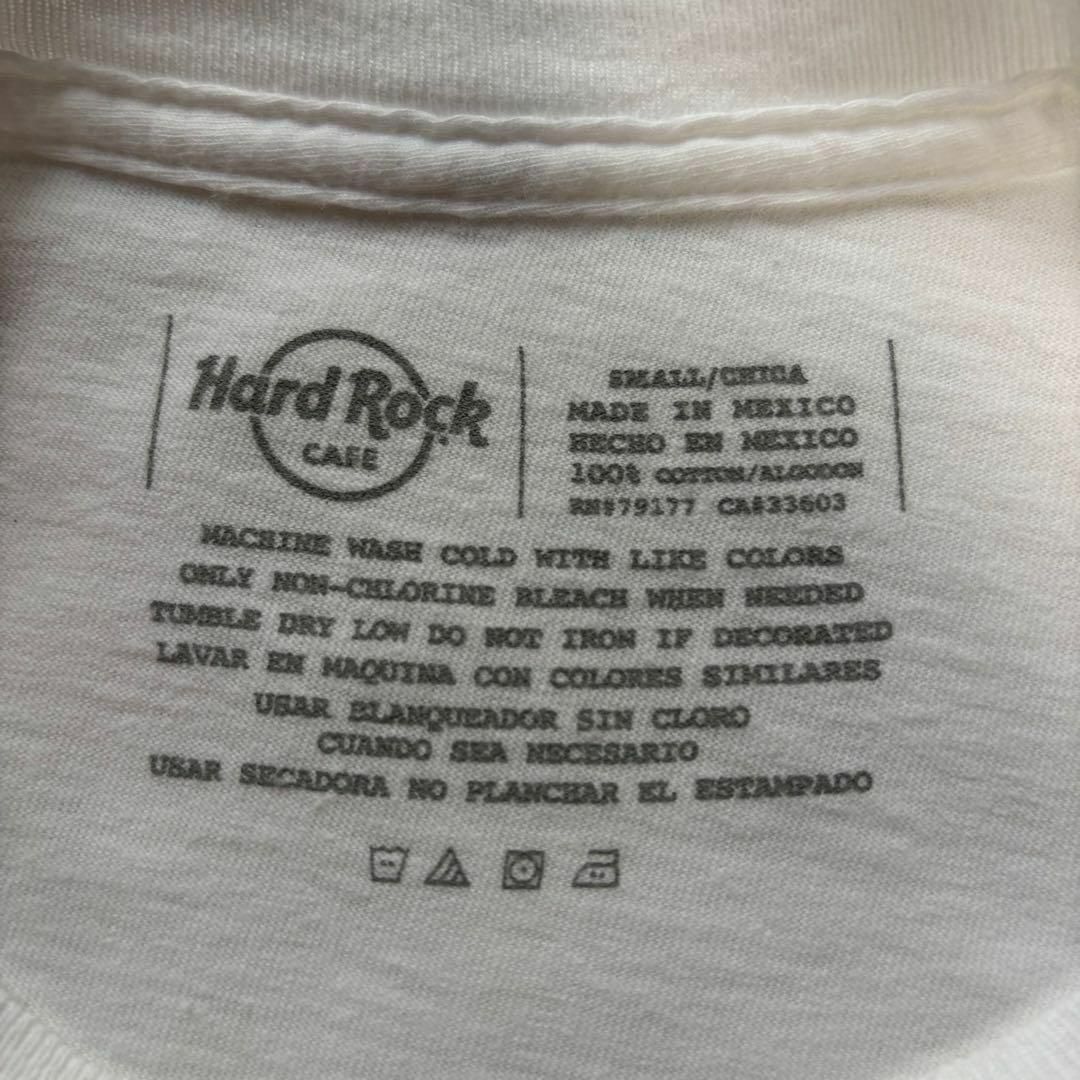 Hard Rock
CAFE
SMALL/CHICA
MADE IN MEXICO
HECHO EN MEXICO
100% COTTON/ALGODON
RN#79177 CA#33603
MACHINE WASH COLD WITH LIKE COLORS
ONLY NON-CHLORINE BLEACH WHEN NEEDED
TUMBLE DRY LOW DO NOT IRON IF DECORATED
LAVAR EN MAQUINA CON COLORES SIMILARES
USAR BLANQUEADOR SIN CLORO
CUANDO SEA NECESARIO
USAR SECADORA NO PLANCHAR EL ESTAMPADO